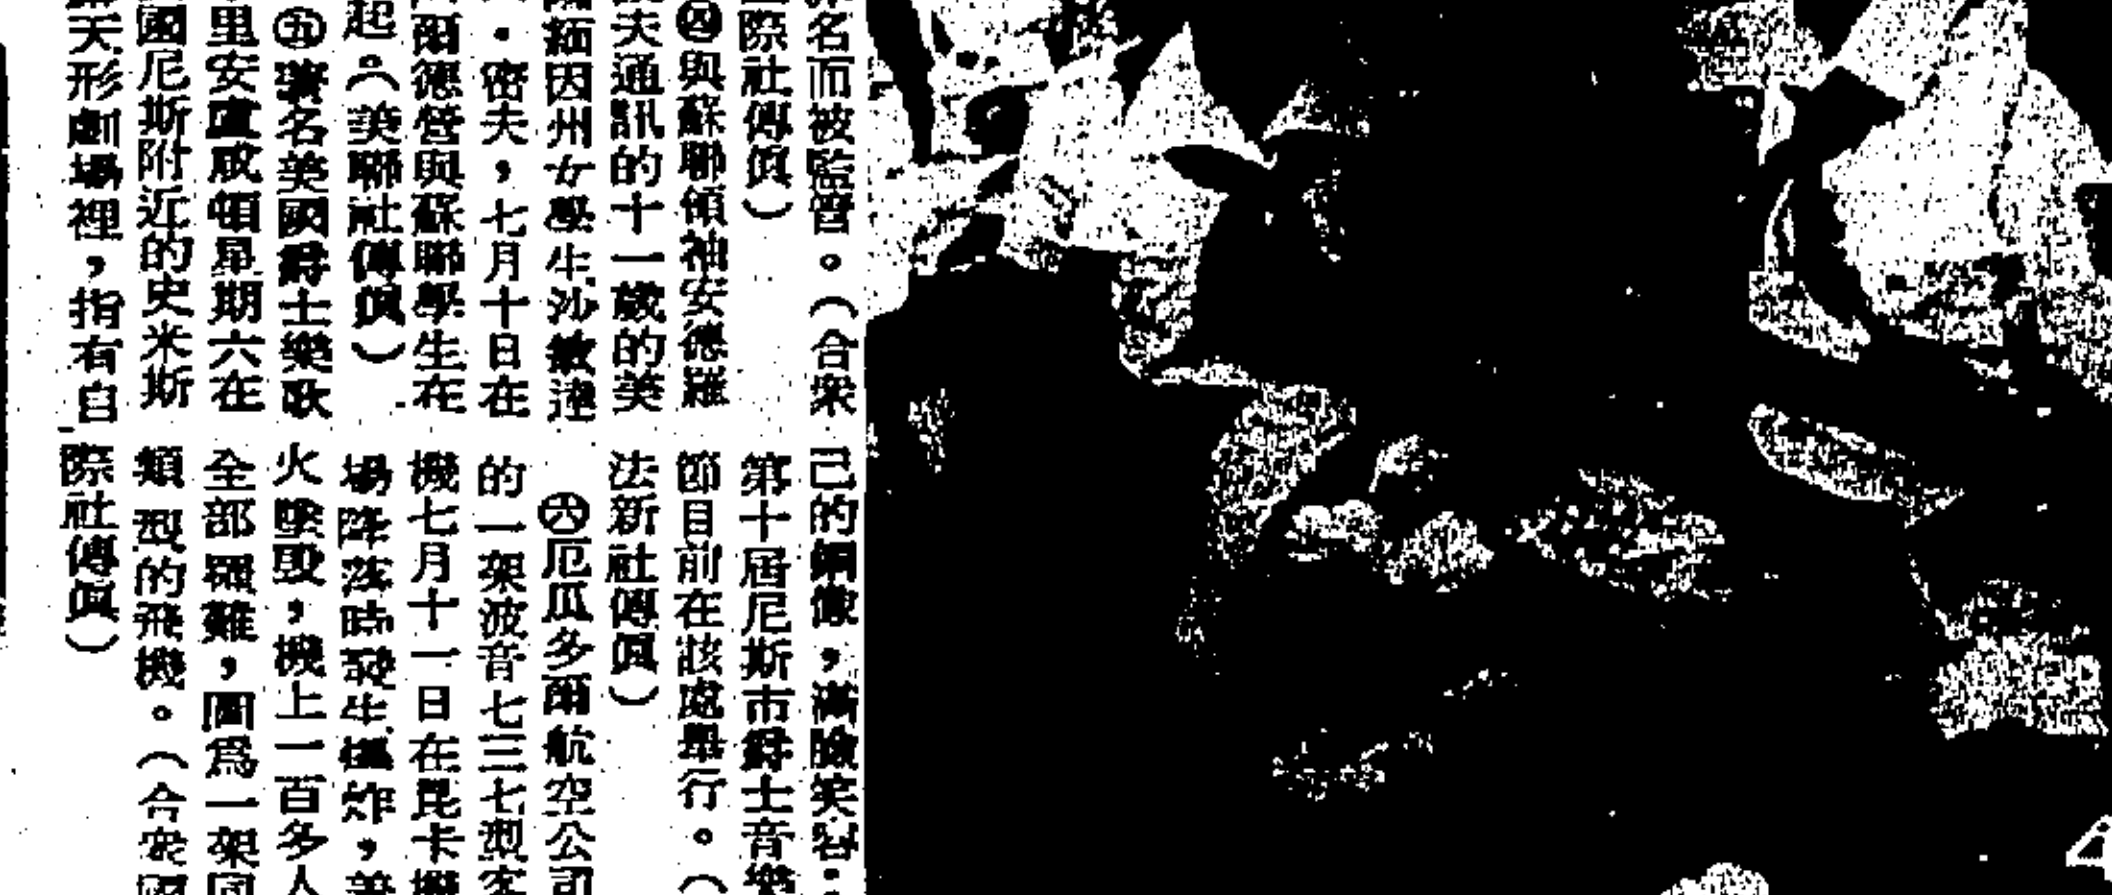 名而被監管。（合衆
際社傳眞）
㊃與蘇聯領袖安德羅
夫通訊的十一歲的美
緬因州女學生沙敏達
・密夫，七月十日在
爾德營與蘇聯學生在
起。（美聯社傳眞）
㊄著名美國爵士樂歌
里安盧咸頓星期六在
國尼斯附近的史米斯
天形劇場裡，指有自
己的銅像，滿臉笑容：
第十屆尼斯市爵士音樂
節目前在該處舉行。（
法新社傳眞）
㊅厄瓜多爾航空公司
的一架波音七三七型客
機七月十一日在昆卡機
場降落時發生爆炸，着
火墜毀，機上一百多人
全部罹難，圖爲一架同
類型的飛機。（合衆國
際社傳眞）
4